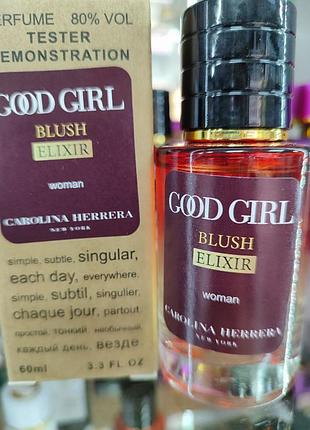 PERFUME 80% VOL
TESTER
DEMONSTRATION
GOOD GIRL
BLUSH
ELIXIR
woman
CAROLINA HERRERA
NEW YORK
simple, subtle, singular,
each day, everywhere.
simple, subtil, singulier,
chaque jour, partout.
простой, тонкий, необычный,
каждый день, везде.
60ml 3.3 FL OZ
GOOD GIRL
BLUSH
ELIXIR
woman
CAROLINA HERRERA
NEW YORK